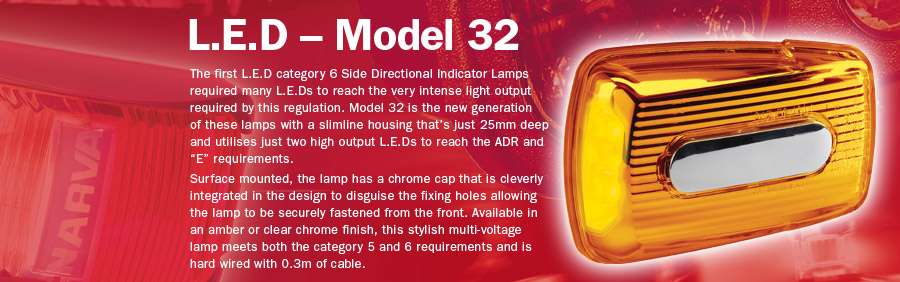 L.E.D – Model 32
The first L.E.D category 6 Side Directional Indicator Lamps
required many L.E.Ds to reach the very intense light output
required by this regulation. Model 32 is the new generation
of these lamps with a slimline housing that's just 25mm deep
and utilises just two high output L.E.Ds to reach the ADR and
“E” requirements.
Surface mounted, the lamp has a chrome cap that is cleverly
integrated in the design to disguise the fixing holes allowing
the lamp to be securely fastened from the front. Available in
an amber or clear chrome finish, this stylish multi-voltage
lamp meets both the category 5 and 6 requirements and is
hard wired with 0.3m of cable.
NARVA